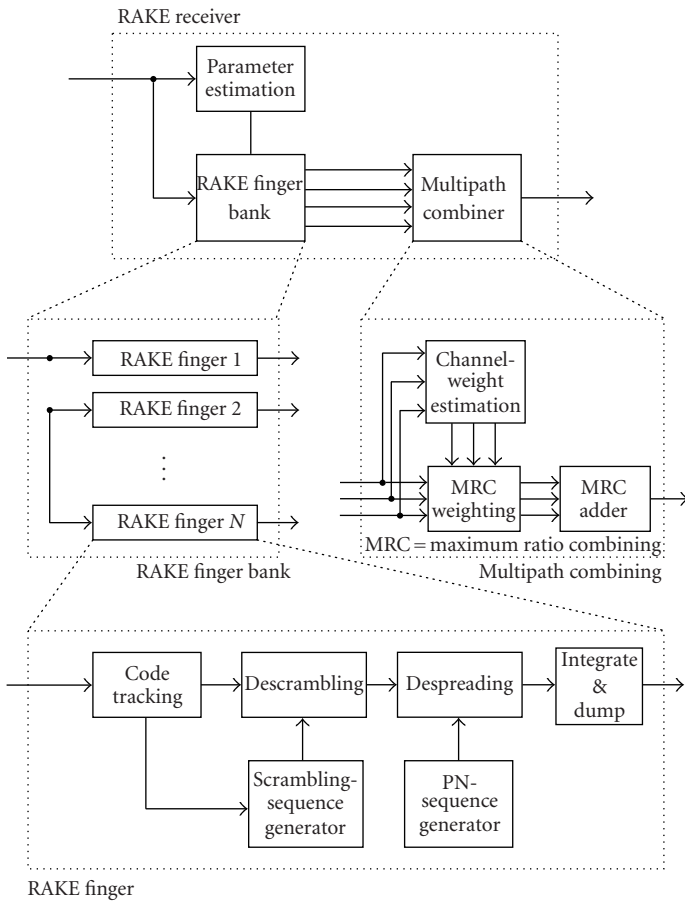 RAKE receiver
Parameter
estimation
RAKE finger
bank
Multipath
combiner
RAKE finger 1
RAKE finger 2
⋮
RAKE finger N
RAKE finger bank
Channel-
weight
estimation
MRC
weighting
MRC
adder
MRC = maximum ratio combining
Multipath combining
Code
tracking
Descrambling
Despreading
Integrate
&
dump
Scrambling-
sequence
generator
PN-
sequence
generator
RAKE finger